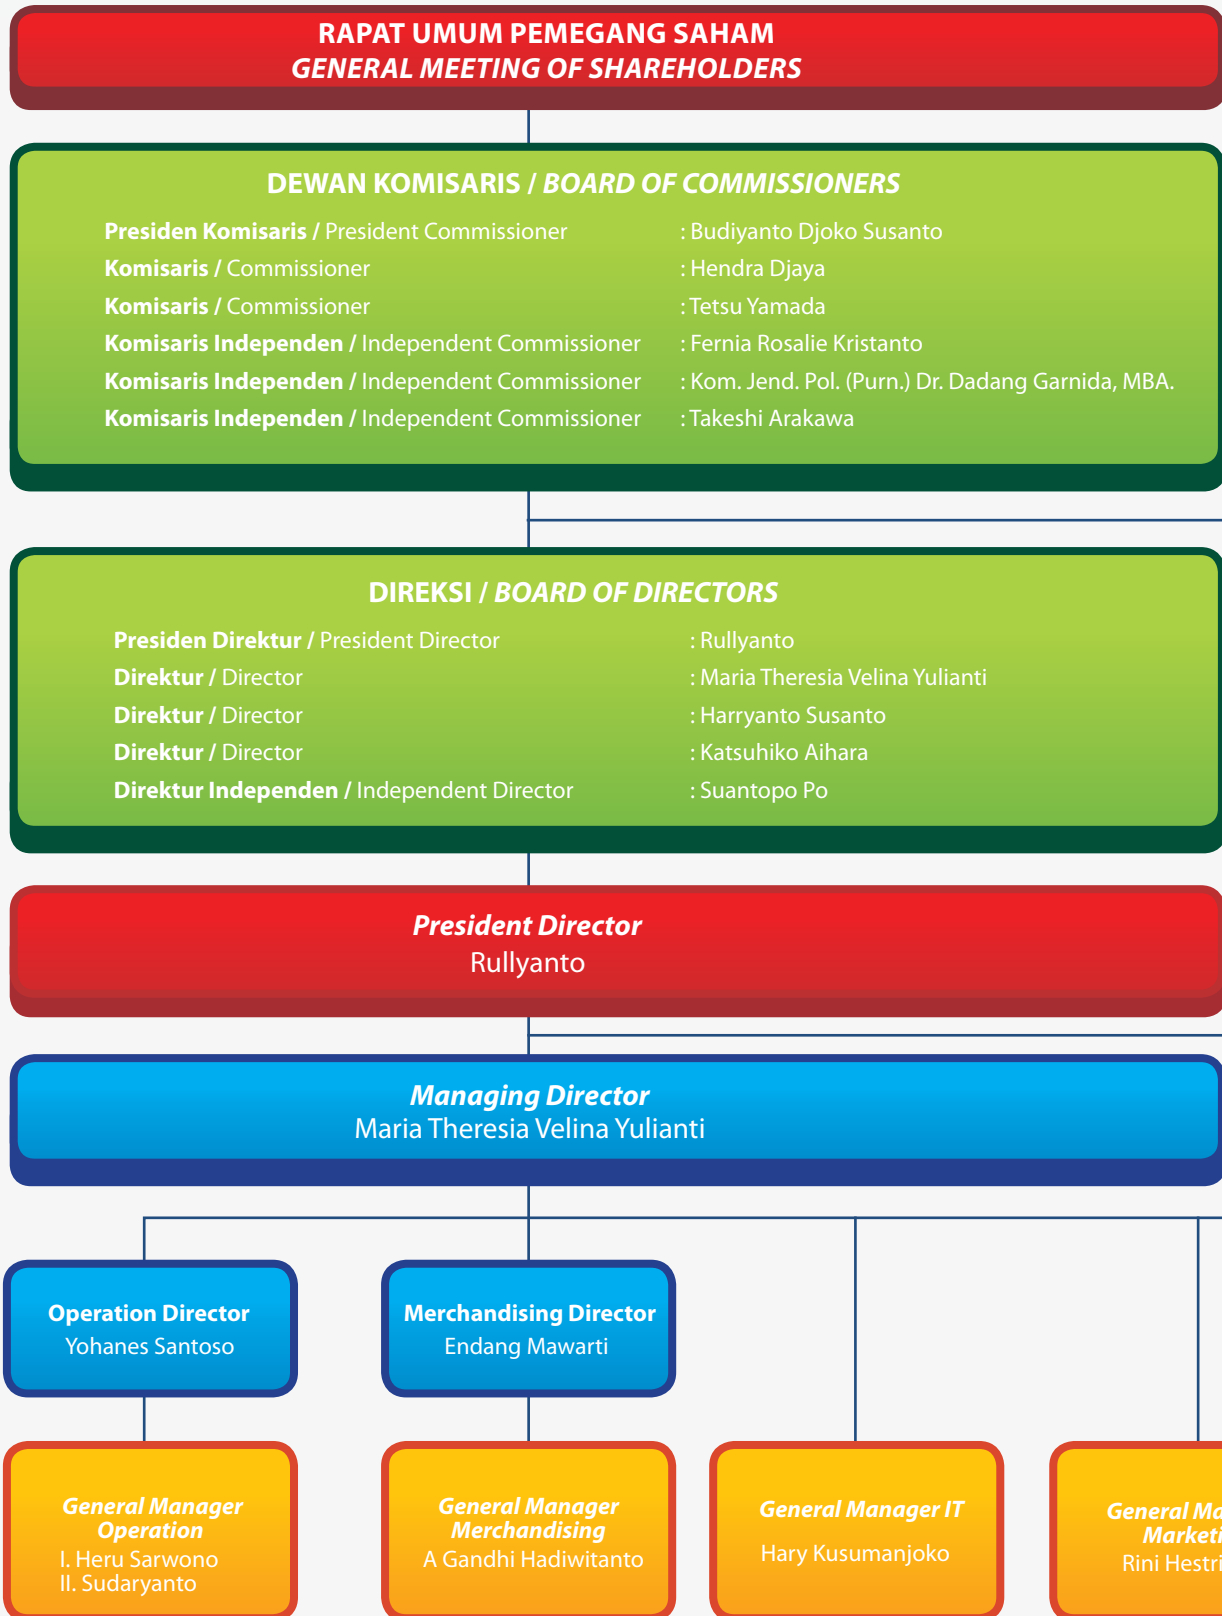 RAPAT UMUM PEMEGANG SAHAM
GENERAL MEETING OF SHAREHOLDERS
DEWAN KOMISARIS / BOARD OF COMMISSIONERS
Presiden Komisaris / President Commissioner : Budiyanto Djoko Susanto
Komisaris / Commissioner : Hendra Djaya
Komisaris / Commissioner : Tetsu Yamada
Komisaris Independen / Independent Commissioner : Fernia Rosalie Kristanto
Komisaris Independen / Independent Commissioner : Kom. Jend. Pol. (Purn.) Dr. Dadang Garnida, MBA.
Komisaris Independen / Independent Commissioner : Takeshi Arakawa
DIREKSI / BOARD OF DIRECTORS
Presiden Direktur / President Director : Rullyanto
Direktur / Director : Maria Theresia Velina Yulianti
Direktur / Director : Harryanto Susanto
Direktur / Director : Katsuhiko Aihara
Direktur Independen / Independent Director : Suantopo Po
President Director
Rullyanto
Managing Director
Maria Theresia Velina Yulianti
Operation Director
Yohanes Santoso
Merchandising Director
Endang Mawarti
General Manager
Operation
I. Heru Sarwono
II. Sudaryanto
General Manager
Merchandising
A Gandhi Hadiwitanto
General Manager IT
Hary Kusumanjoko
General
Rini